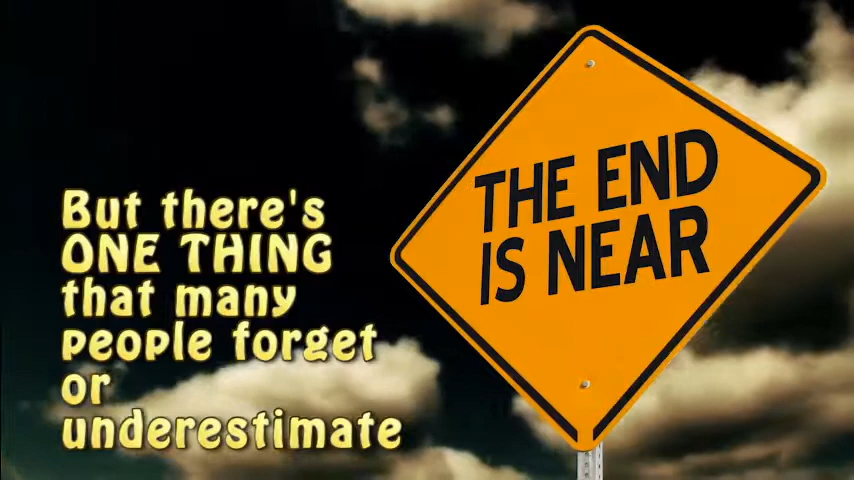 But there's
ONE THING
that many
people forget
or
underestimate
THE END
IS NEAR